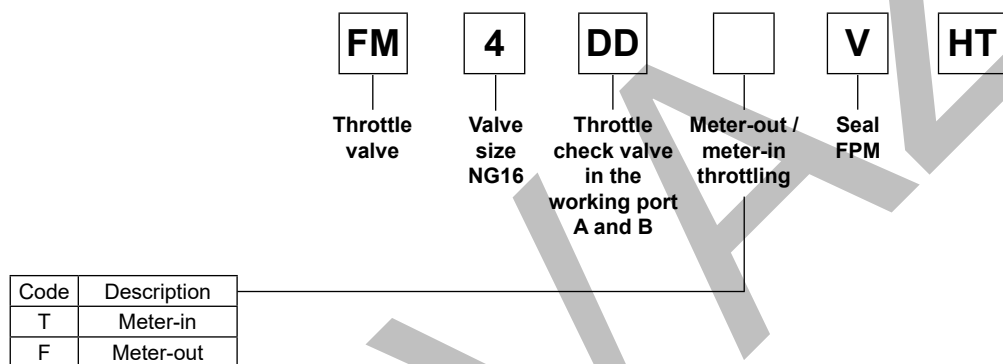 FM 4 DD V HT
Throttle valve
Valve size NG16
Throttle check valve in the working port A and B
Meter-out / meter-in throttling
Seal FPM
Code Description
T Meter-in
F Meter-out